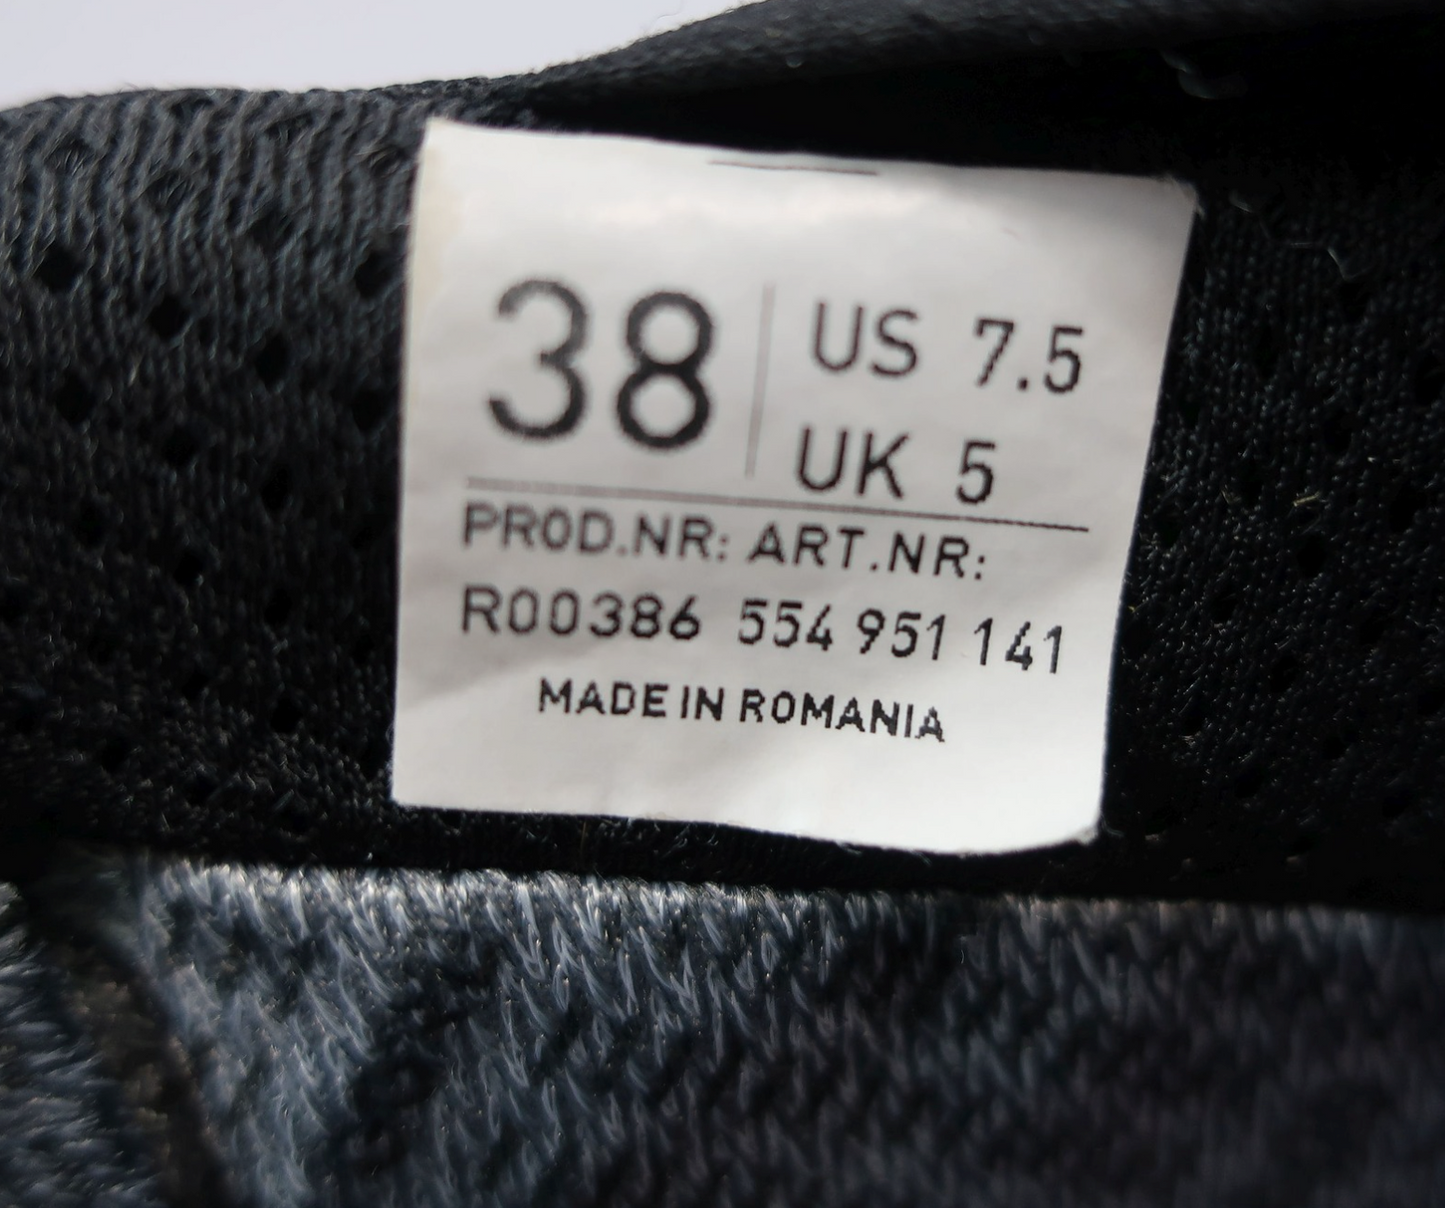 38
US 7.5
UK 5
PROD.NR: ART.NR:
R00386 554 951 141
MADE IN ROMANIA